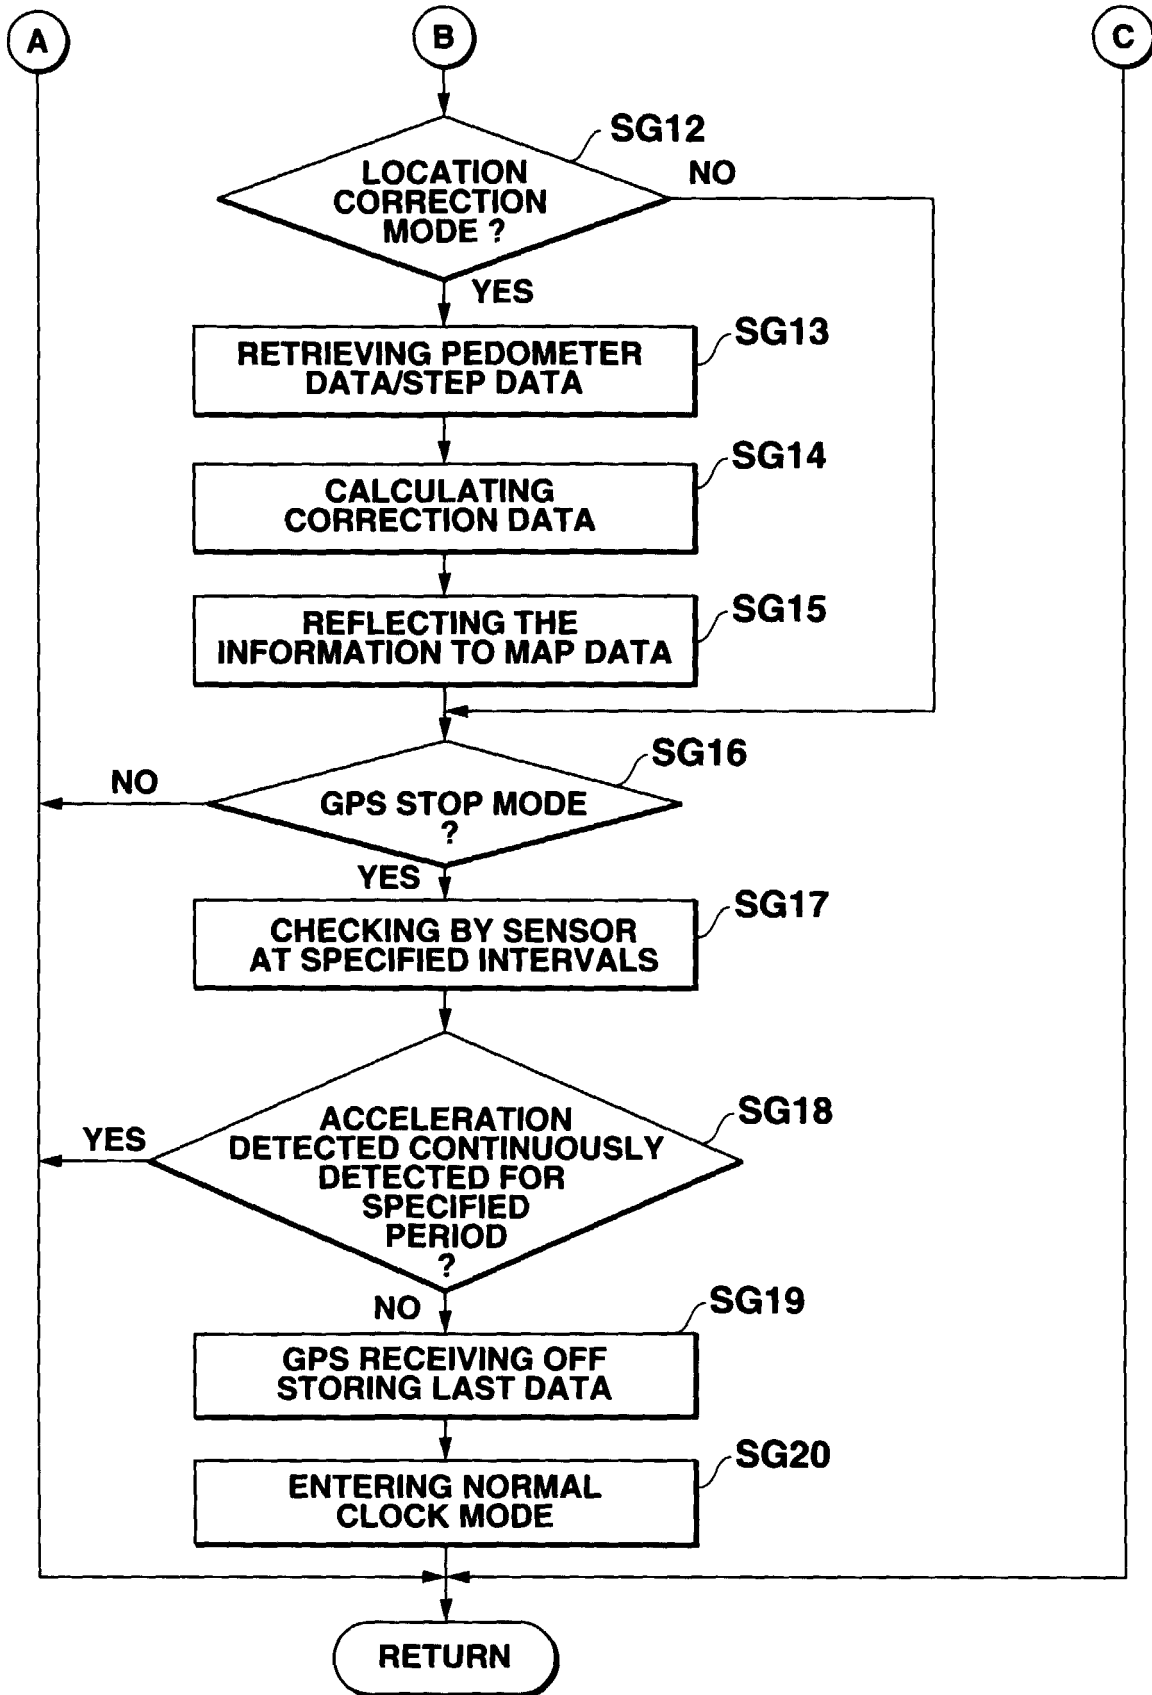 A
B
C
SG12
LOCATION
CORRECTION
MODE ?
NO
YES
SG13
RETRIEVING PEDOMETER
DATA/STEP DATA
SG14
CALCULATING
CORRECTION DATA
SG15
REFLECTING THE
INFORMATION TO MAP DATA
SG16
NO
GPS STOP MODE
?
YES
SG17
CHECKING BY SENSOR
AT SPECIFIED INTERVALS
SG18
YES
ACCELERATION
DETECTED CONTINUOUSLY
DETECTED FOR
SPECIFIED
PERIOD
?
NO
SG19
GPS RECEIVING OFF
STORING LAST DATA
SG20
ENTERING NORMAL
CLOCK MODE
RETURN